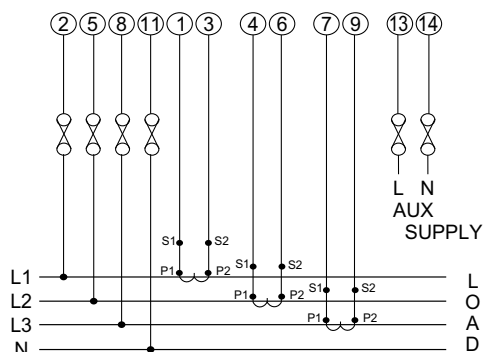 2 5 8 11 1 3 4 6 7 9 13 14
L N
AUX
SUPPLY
S1 S2
S1 S2
P1 P2
L1 L
S1 S2
P1 P2
L2 O
P1 P2
L3 A
N D